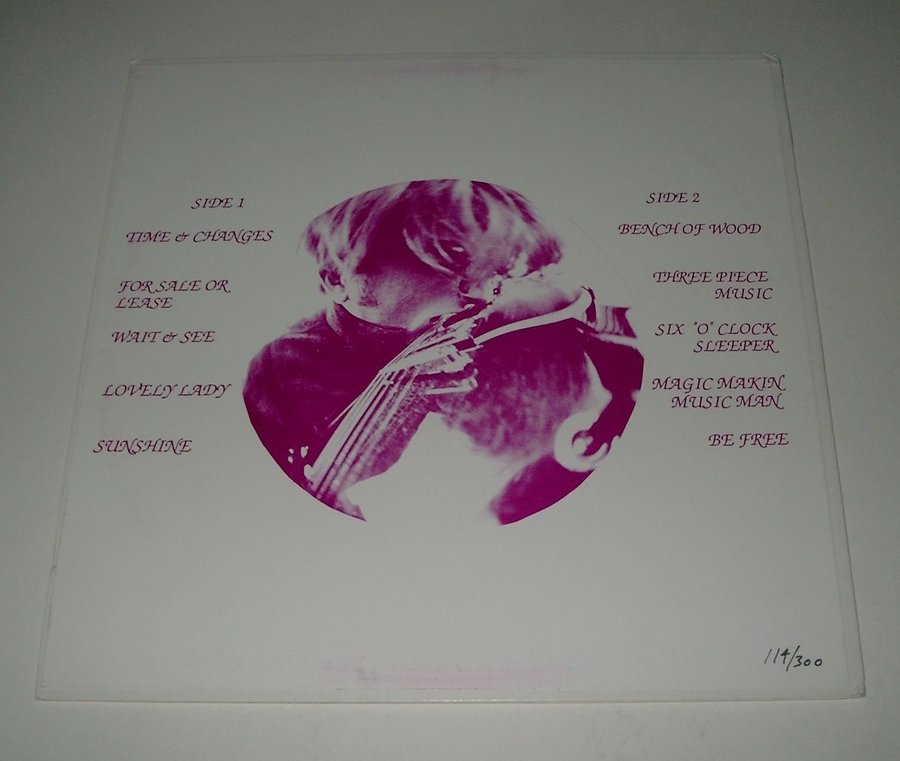 SIDE 1
TIME & CHANGES
FOR SALE OR
LEASE
WAIT & SEE
LOVELY LADY
SUNSHINE
SIDE 2
BENCH OF WOOD
THREE PIECE
MUSIC
SIX "O" CLOCK
SLEEPER
MAGIC MAKIN
MUSIC MAN
BE FREE
114/300